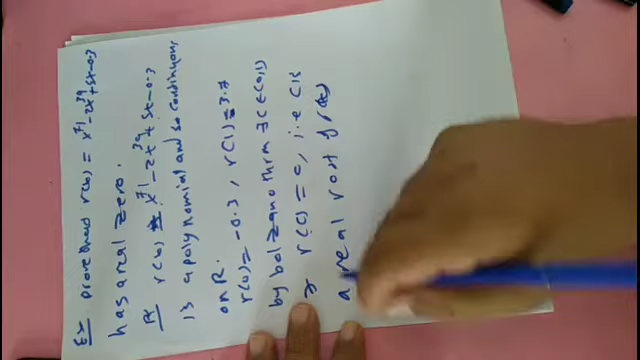 Ex prove that r(x) = x^71 - 2x^39 + 5x - 0.3
has a real zero.
Pf r(x) = x^71 - 2x^39 + 5x - 0.3
is a polynomial and so continuous
on R.
r(0) = -0.3, r(1) = 3.7
by bolzano thrm ∃ c ∈ (0,1)
∋ r(c) = 0, i.e c is
a real root of r(x)